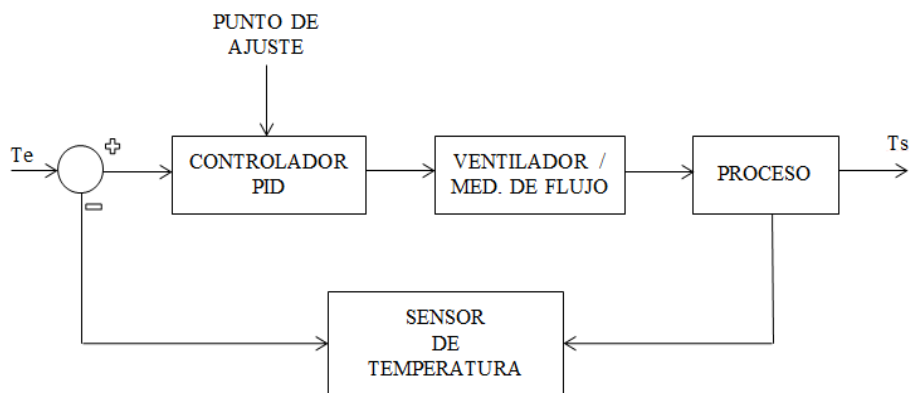 PUNTO DE
AJUSTE
Te
CONTROLADOR
PID
VENTILADOR /
MED. DE FLUJO
PROCESO
Ts
SENSOR
DE
TEMPERATURA